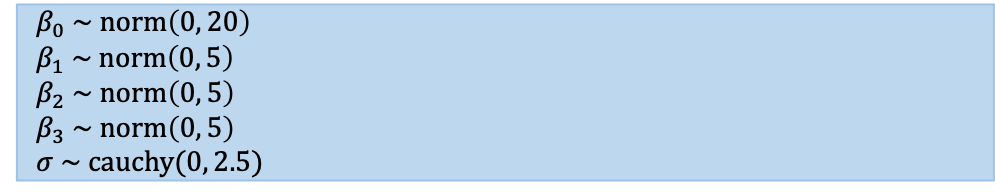 β₀ ~ norm(0, 20)
β₁ ~ norm(0, 5)
β₂ ~ norm(0, 5)
β₃ ~ norm(0, 5)
σ ~ cauchy(0, 2.5)